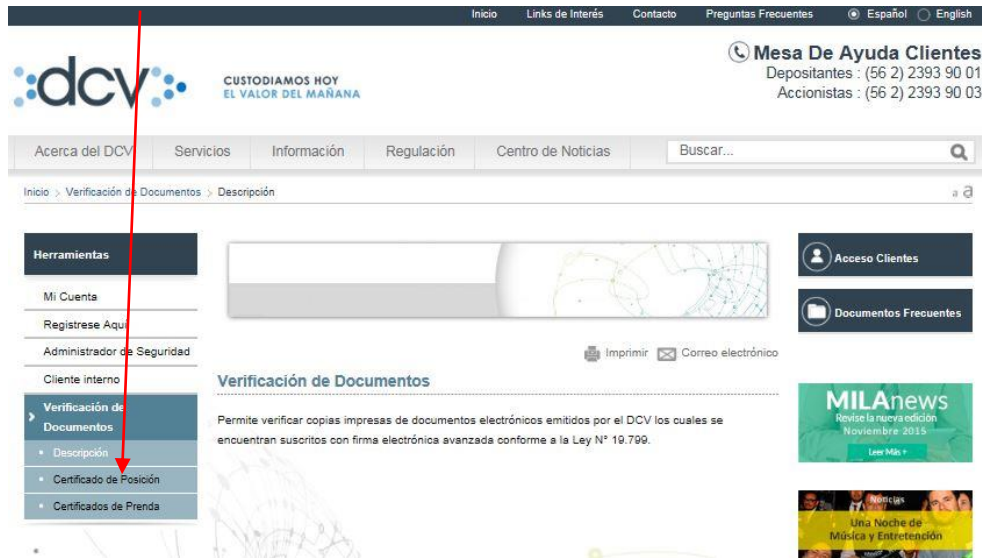 Inicio Links de Interés Contacto Preguntas Frecuentes Español English
:dcv:
CUSTODIAMOS HOY
EL VALOR DEL MAÑANA
Mesa De Ayuda Clientes
Depositantes : (56 2) 2393 90 01
Accionistas : (56 2) 2393 90 03
Acerca del DCV Servicios Información Regulación Centro de Noticias Buscar...
Inicio > Verificación de Documentos > Descripción a a
Herramientas
Mi Cuenta
Registrese Aquí
Administrador de Seguridad
Cliente interno
Verificación de
Documentos
Descripción
Certificado de Posición
Certificados de Prenda
Imprimir Correo electrónico
Verificación de Documentos
Permite verificar copias impresas de documentos electrónicos emitidos por el DCV los cuales se
encuentran suscritos con firma electrónica avanzada conforme a la Ley N° 19.799.
Acceso Clientes
Documentos Frecuentes
MILAnews
Revise la nueva edición
Noviembre 2015
Leer Más +
Noticias
Una Noche de
Música y Entretención